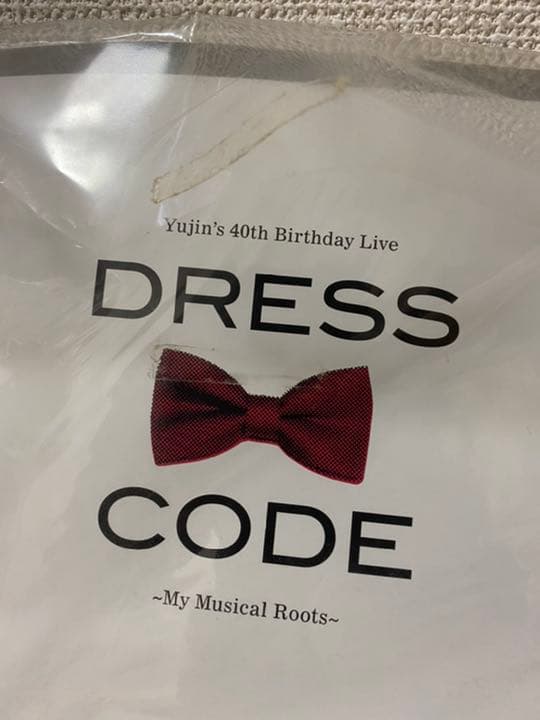 Yujin's 40th Birthday Live
DRESS
CODE
~My Musical Roots~